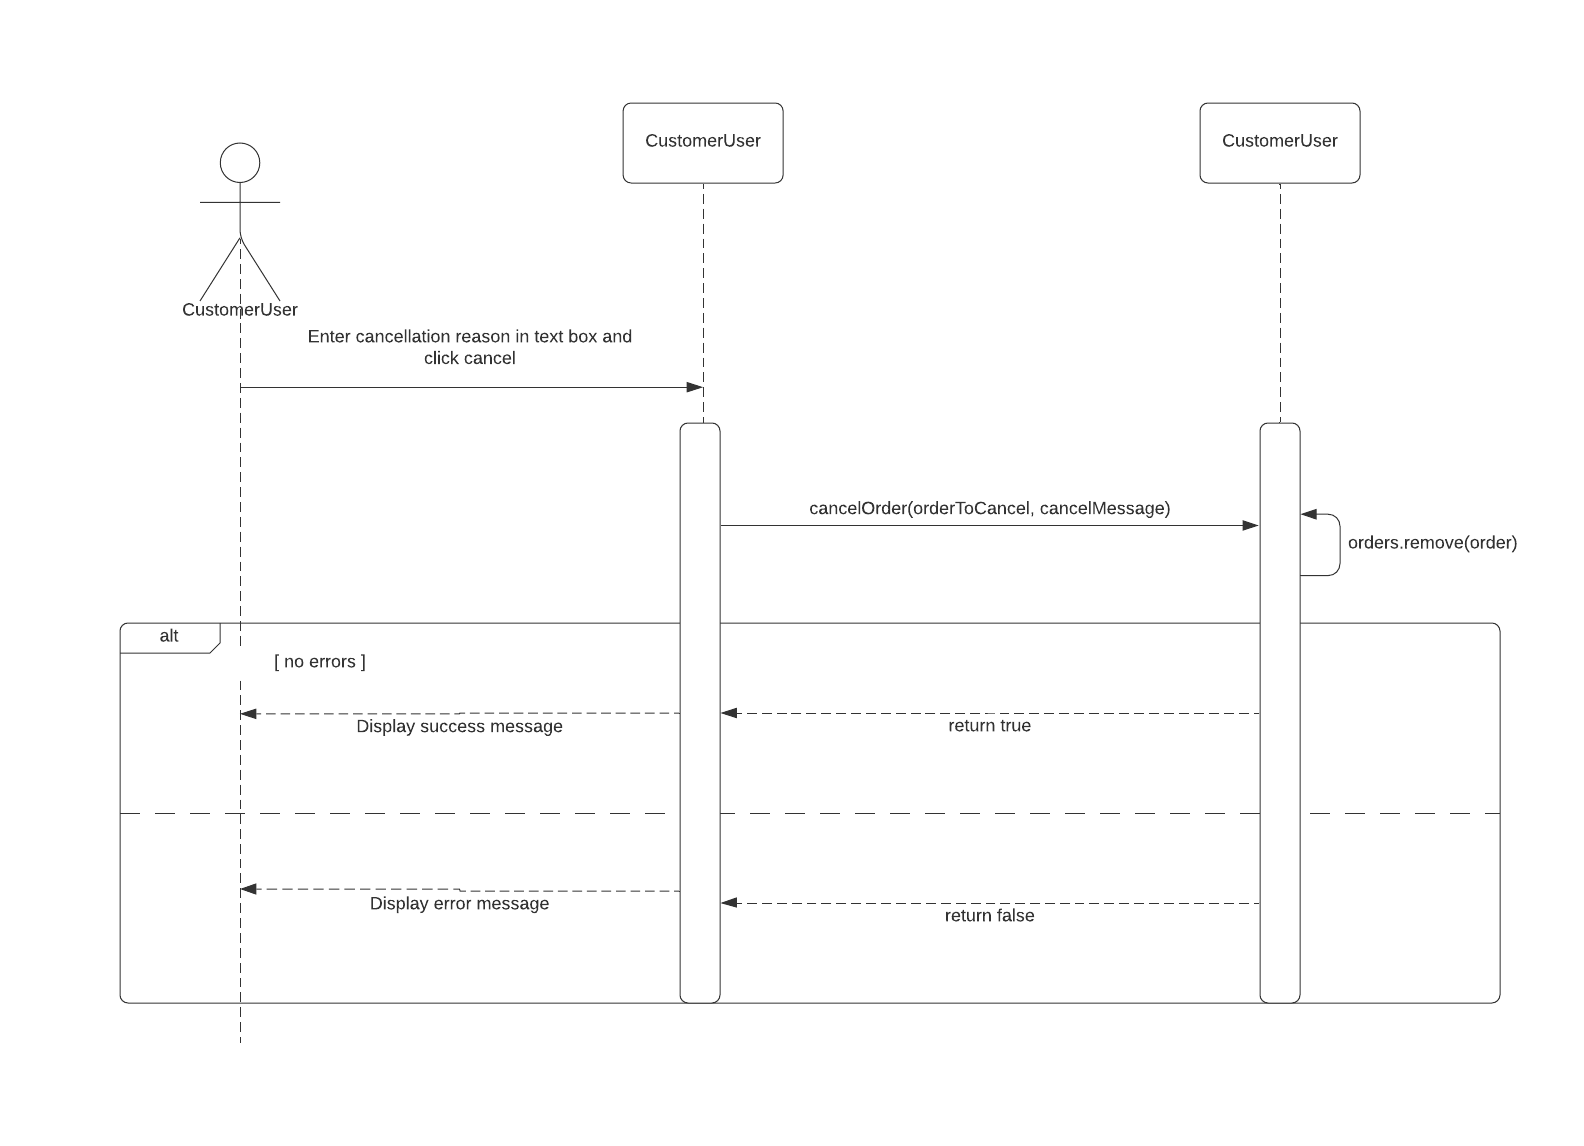 CustomerUser
CustomerUser
CustomerUser
Enter cancellation reason in text box and
click cancel
cancelOrder(orderToCancel, cancelMessage)
orders.remove(order)
alt
[ no errors ]
Display success message
return true
Display error message
return false